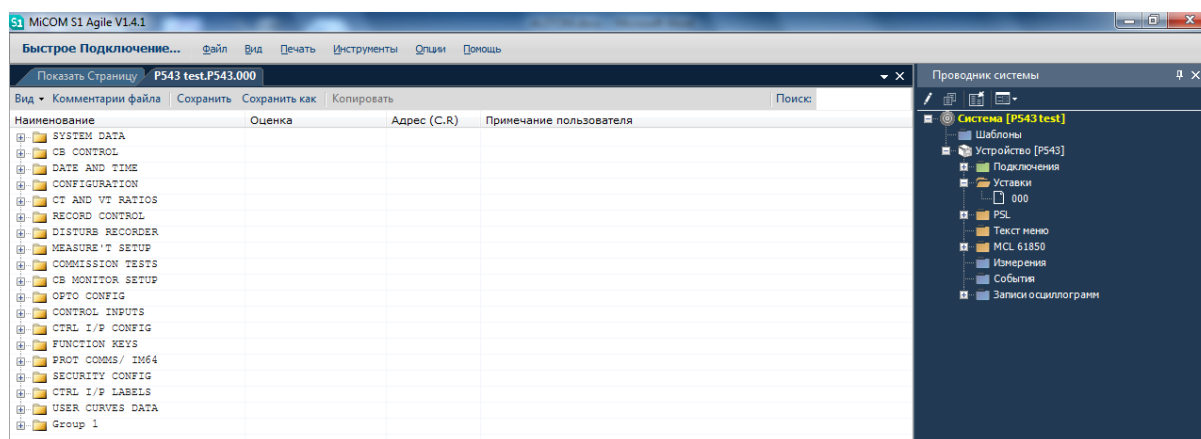 S1 MiCOM S1 Agile V1.4.1
Быстрое Подключение... Файл Вид Печать Инструменты Опции Помощь
Показать Страницу P543 test.P543.000
Вид Комментарии файла Сохранить Сохранить как Копировать Поиск:
Наименование Оценка Адрес (C.R) Примечание пользователя
SYSTEM DATA
CB CONTROL
DATE AND TIME
CONFIGURATION
CT AND VT RATIOS
RECORD CONTROL
DISTURB RECORDER
MEASURE'T SETUP
COMMISSION TESTS
CB MONITOR SETUP
OPTO CONFIG
CONTROL INPUTS
CTRL I/P CONFIG
FUNCTION KEYS
PROT COMMS/ IM64
SECURITY CONFIG
CTRL I/P LABELS
USER CURVES DATA
Group 1
Проводник системы
Система [P543 test]
Шаблоны
Устройство [P543]
Подключения
Уставки
000
PSL
Текст меню
MCL 61850
Измерения
События
Записи осциллограмм